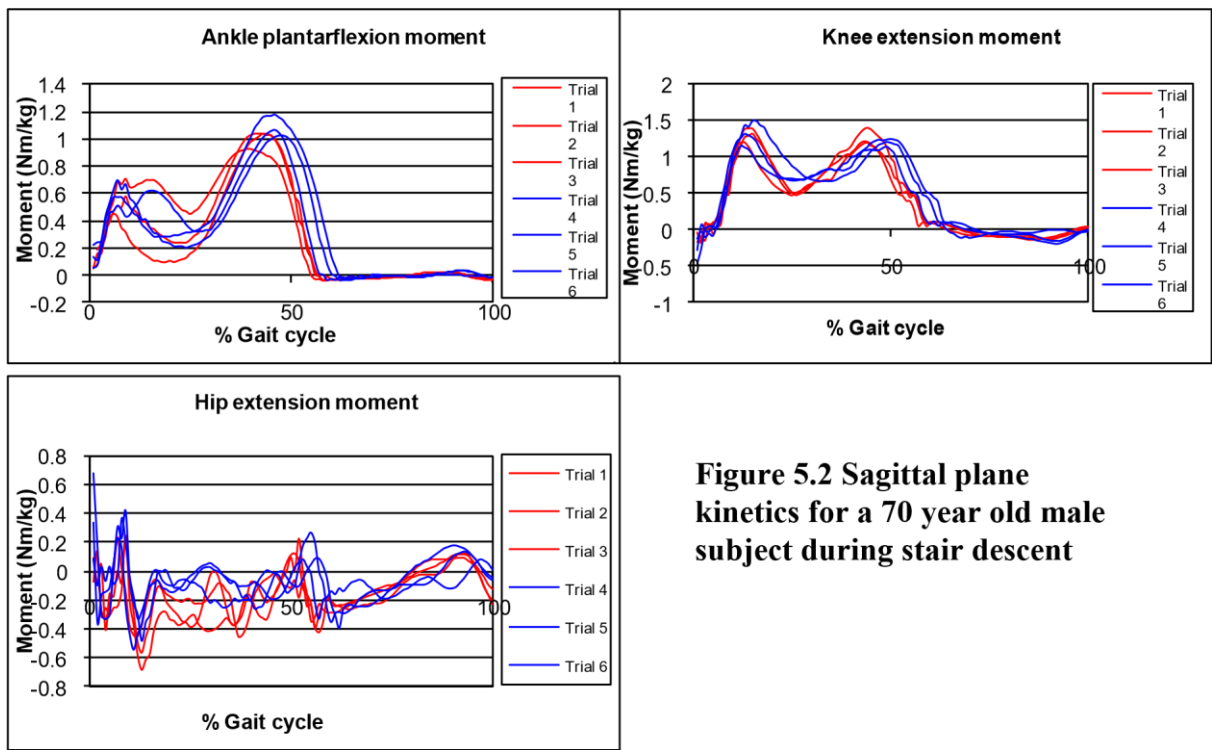 Ankle plantarflexion moment
Moment (Nm/kg)
1.4
1.2
1
0.8
0.6
0.4
0.2
0
-0.2
0
50
100
% Gait cycle
Trial
1
Trial
2
Trial
3
Trial
4
Trial
5
Trial
6
Knee extension moment
Moment (Nm/kg)
2
1.5
1
0.5
0
-0.5
-1
0
50
100
% Gait cycle
Trial
1
Trial
2
Trial
3
Trial
4
Trial
5
Trial
6
Hip extension moment
Moment (Nm/kg)
0.8
0.6
0.4
0.2
0
-0.2
-0.4
-0.6
-0.8
0
50
100
% Gait cycle
Trial 1
Trial 2
Trial 3
Trial 4
Trial 5
Trial 6
Figure 5.2 Sagittal plane
kinetics for a 70 year old male
subject during stair descent